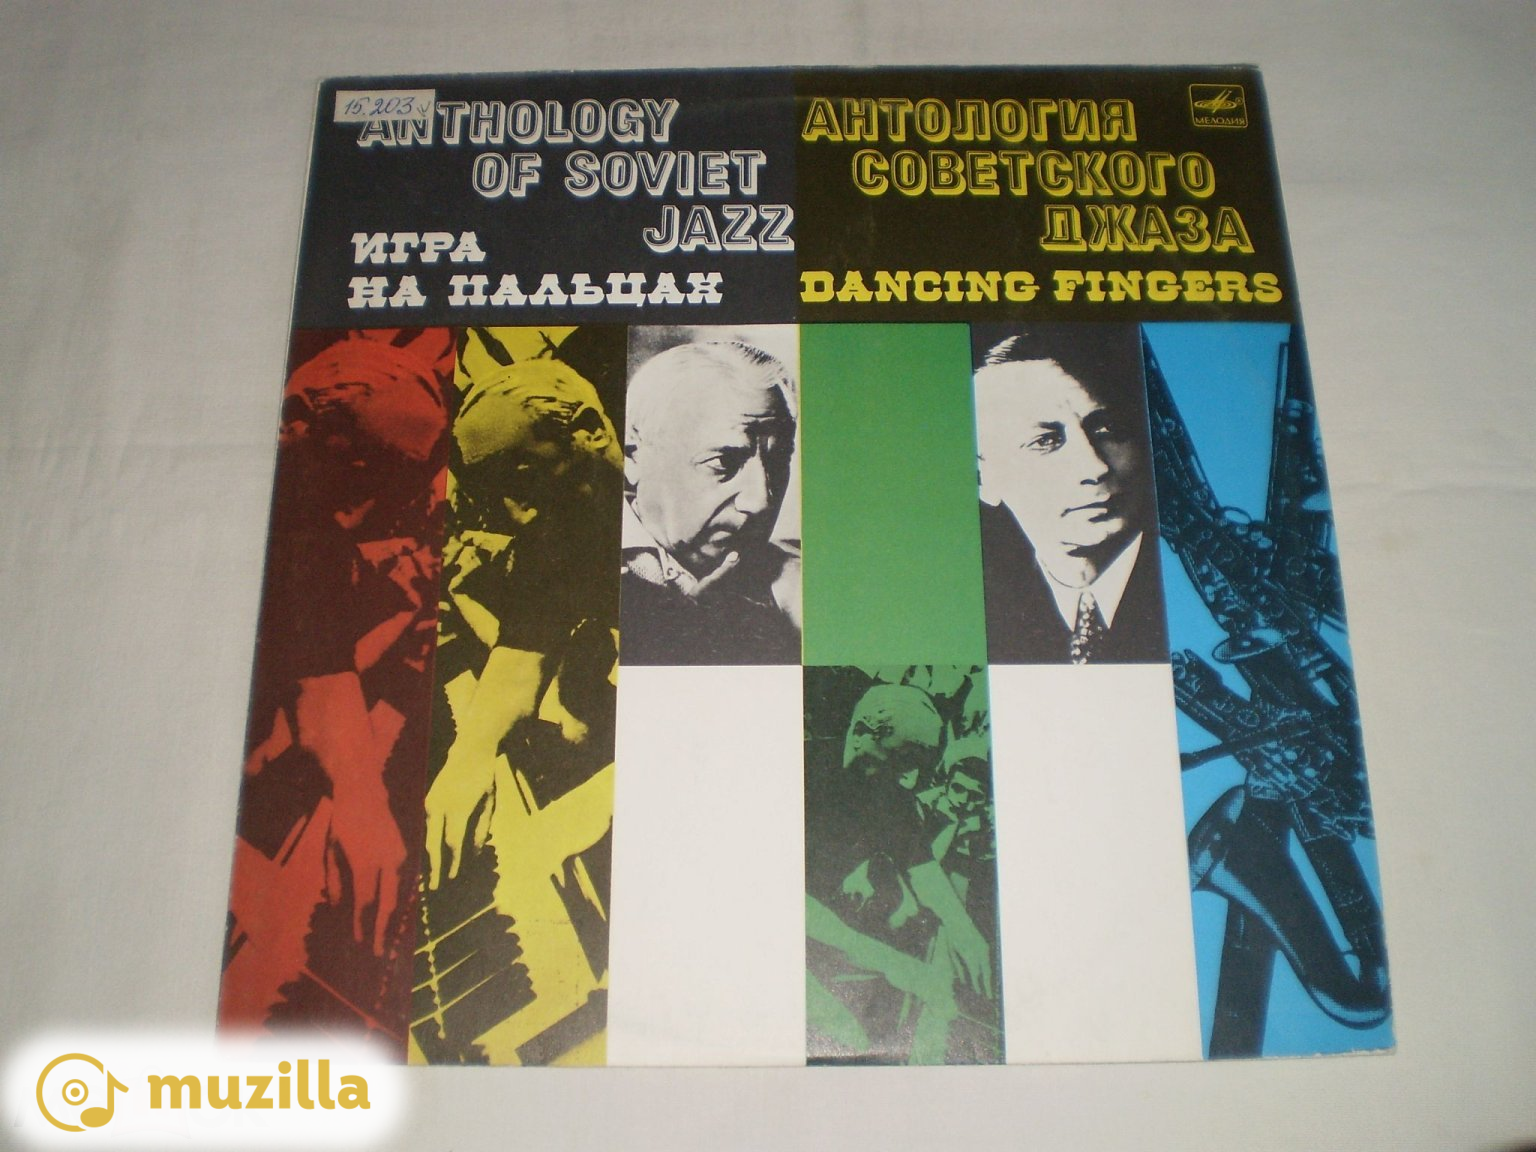 15.203
ANTHOLOGY
OF SOVIET
JAZZ
ИГРА
НА ПАЛЬЦАХ
АНТОЛОГИЯ
СОВЕТСКОГО
ДЖАЗА
DANCING FINGERS
МЕЛОДИЯ
muzilla